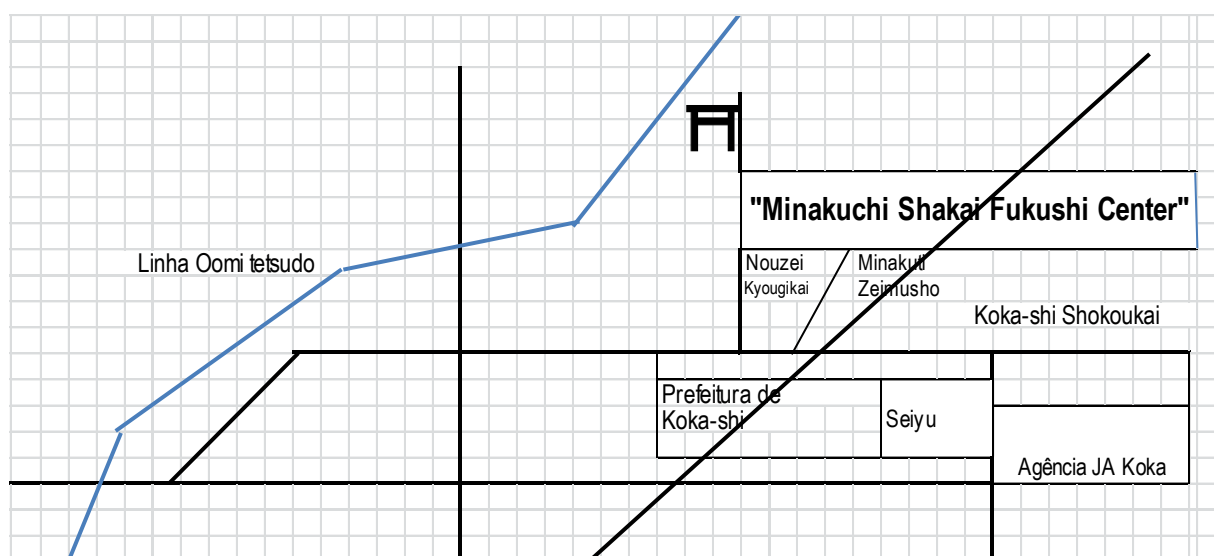 "Minakuchi Shakai Fukushi Center"
Linha Oomi tetsudo
Nouzei
Kyougikai
Minakuti
Zeimusho
Koka-shi Shokoukai
Prefeitura de
Koka-shi
Seiyu
Agência JA Koka